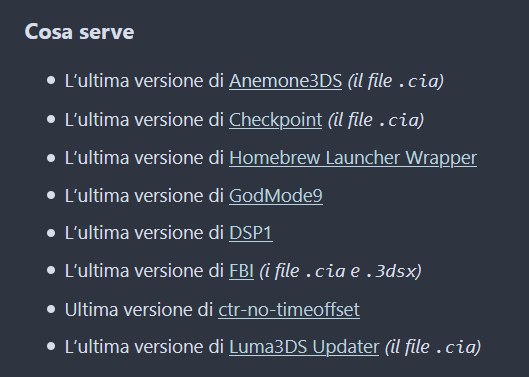 Cosa serve
L'ultima versione di Anemone3DS (il file .cia)
L'ultima versione di Checkpoint (il file .cia)
L'ultima versione di Homebrew Launcher Wrapper
L'ultima versione di GodMode9
L'ultima versione di DSP1
L'ultima versione di FBI (i file .cia e .3dsx)
Ultima versione di ctr-no-timeoffset
L'ultima versione di Luma3DS Updater (il file .cia)